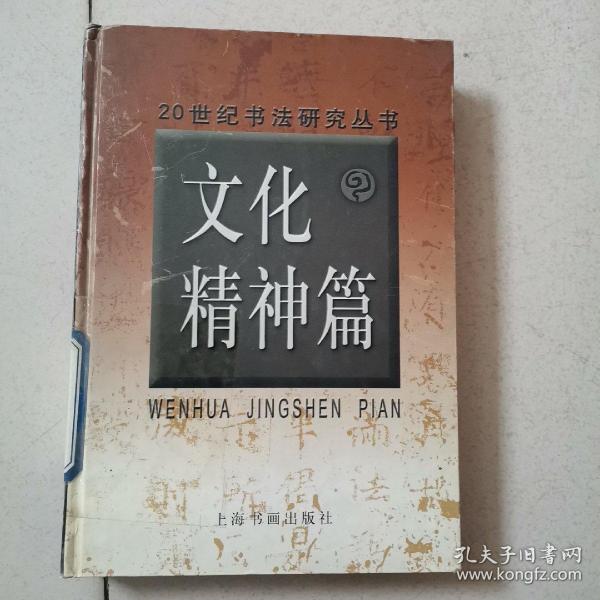 20世纪书法研究丛书
文化
精神篇
WENHUA JINGSHEN PIAN
上海书画出版社
孔夫子旧书网
www.kongfz.com